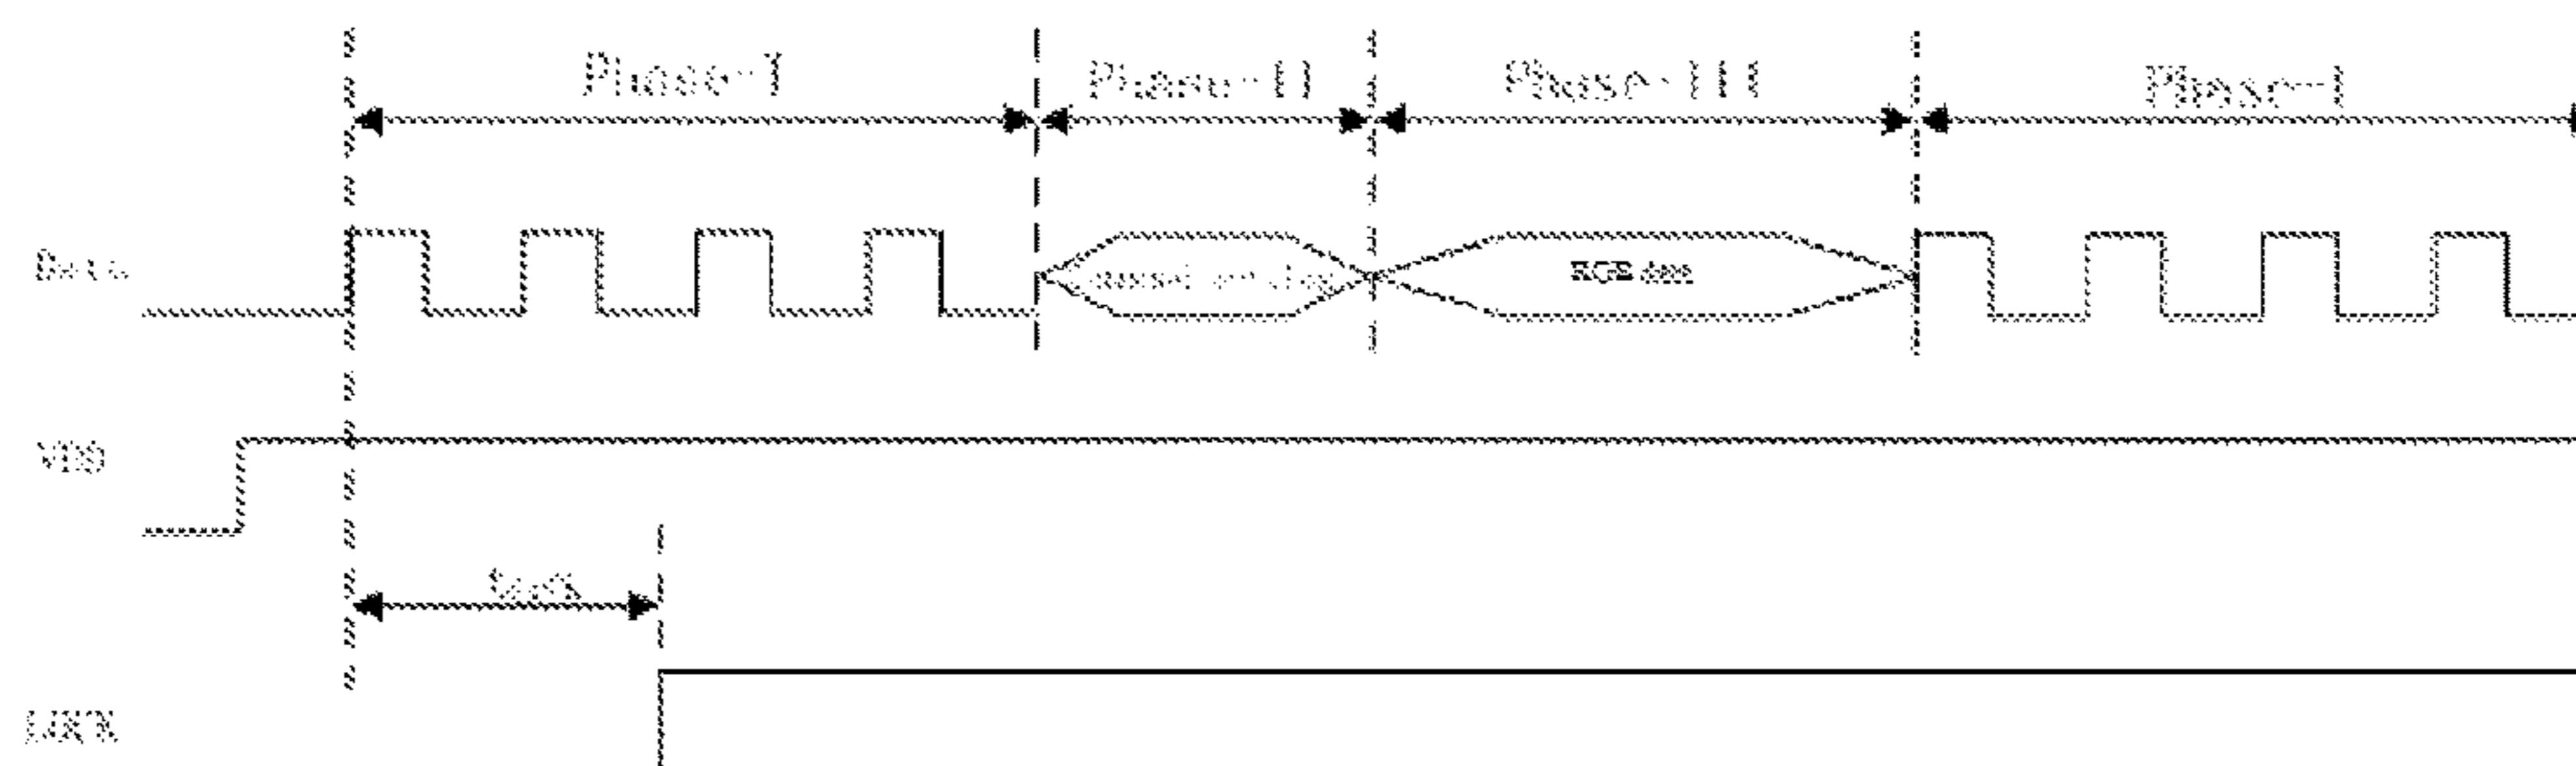 Phase-I Phase-II Phase-III Phase-I
Data
RGB data
VDD
LOCK